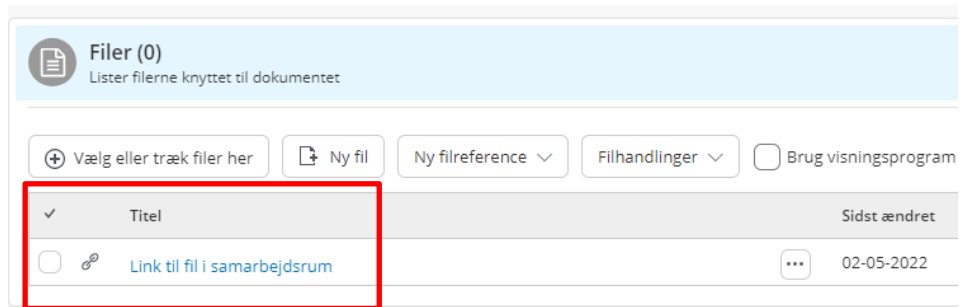 Filer (0)
Lister filerne knyttet til dokumentet
Vælg eller træk filer her Ny fil Ny filreference Filhandlinger Brug visningsprogram
Titel Sidst ændret
Link til fil i samarbejdsrum 02-05-2022